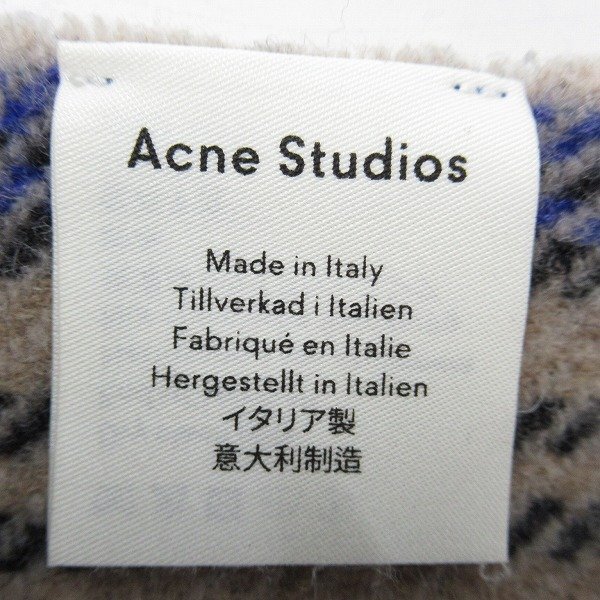 Acne Studios
Made in Italy
Tillverkad i Italien
Fabriqué en Italie
Hergestellt in Italien
イタリア製
意大利制造